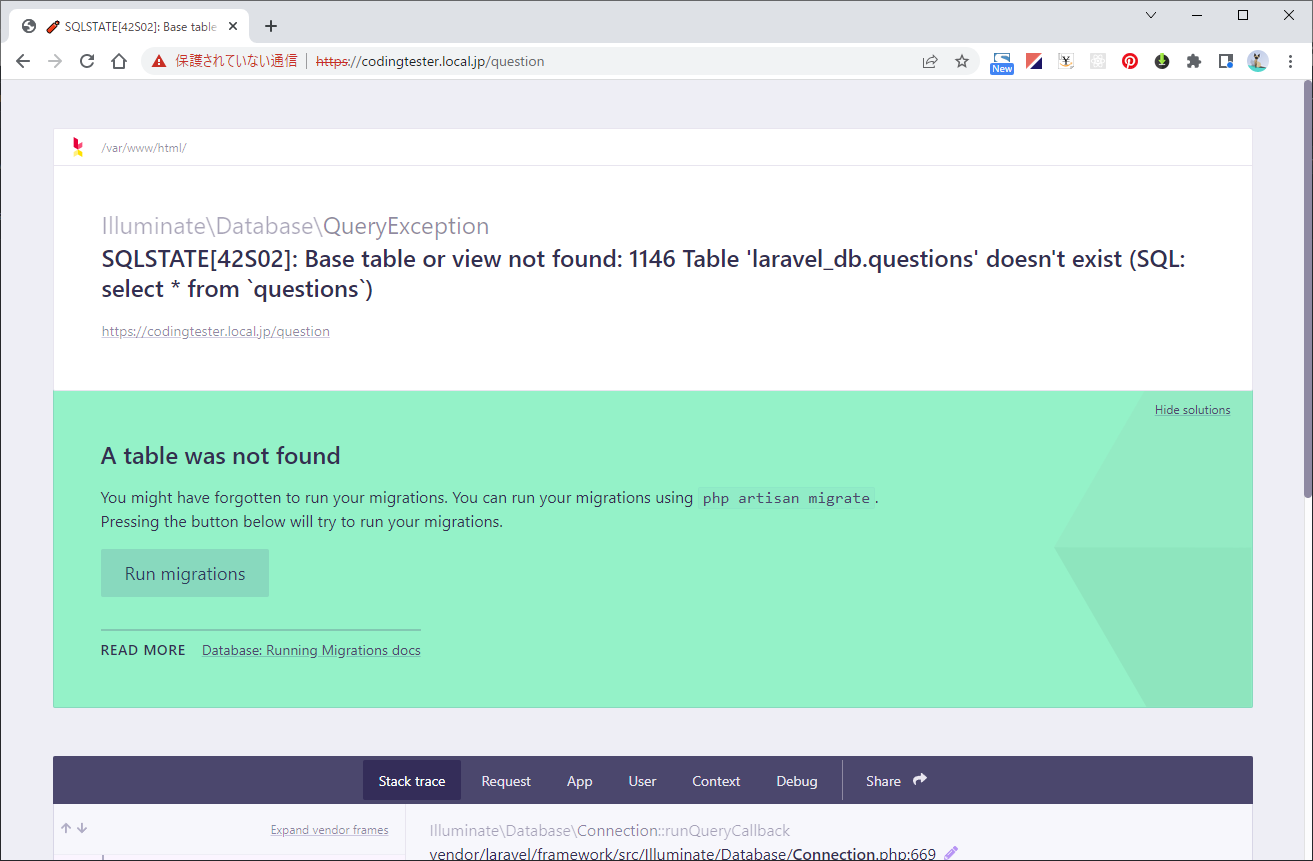 SQLSTATE[42S02]: Base table
保護されていない通信
https://codingtester.local.jp/question
New
/var/www/html/
Illuminate\Database\QueryException
SQLSTATE[42S02]: Base table or view not found: 1146 Table 'laravel_db.questions' doesn't exist (SQL:
select * from `questions`)
https://codingtester.local.jp/question
Hide solutions
A table was not found
You might have forgotten to run your migrations. You can run your migrations using php artisan migrate.
Pressing the button below will try to run your migrations.
Run migrations
READ MORE Database: Running Migrations docs
Stack trace Request App User Context Debug Share
Expand vendor frames
Illuminate\Database\Connection::runQueryCallback
vendor/laravel/framework/src/Illuminate/Database/Connection.php:669